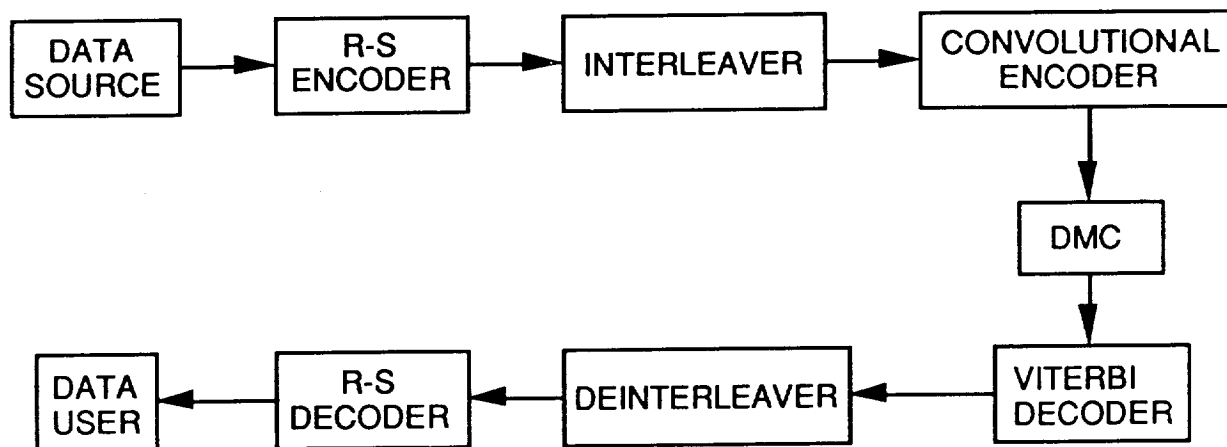 DATA
SOURCE
R-S
ENCODER
INTERLEAVER
CONVOLUTIONAL
ENCODER
DMC
VITERBI
DECODER
DEINTERLEAVER
R-S
DECODER
DATA
USER